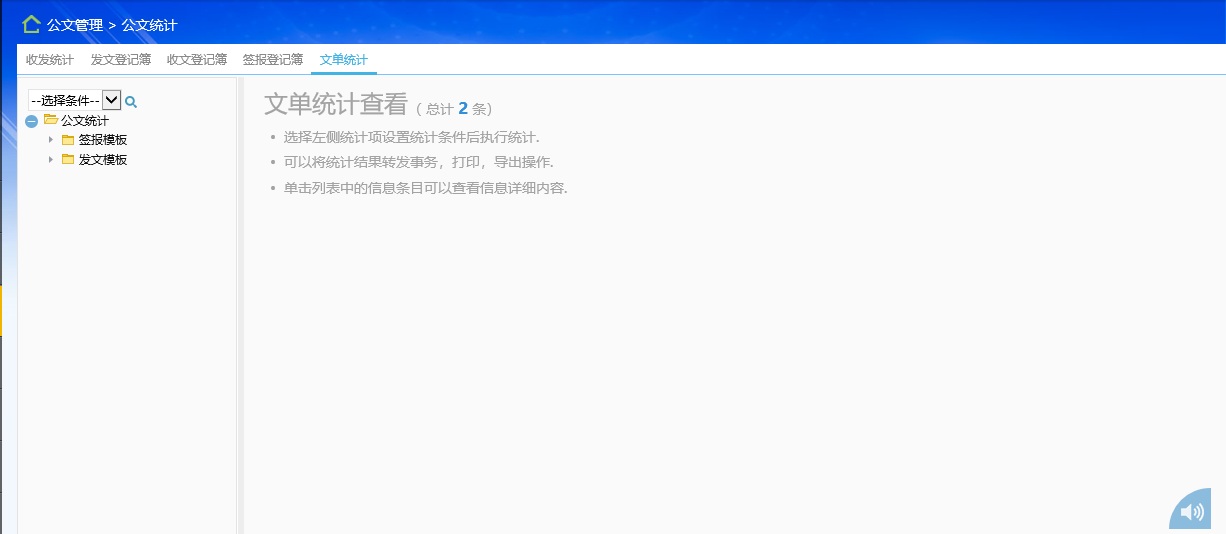 公文管理 > 公文统计
收发统计 发文登记簿 收文登记簿 签报登记簿 文单统计
--选择条件--
公文统计
签报模板
发文模板
文单统计查看 ( 总计 2 条)
• 选择左侧统计项设置统计条件后执行统计.
• 可以将统计结果转发事务，打印，导出操作.
• 单击列表中的信息条目可以查看信息详细内容.